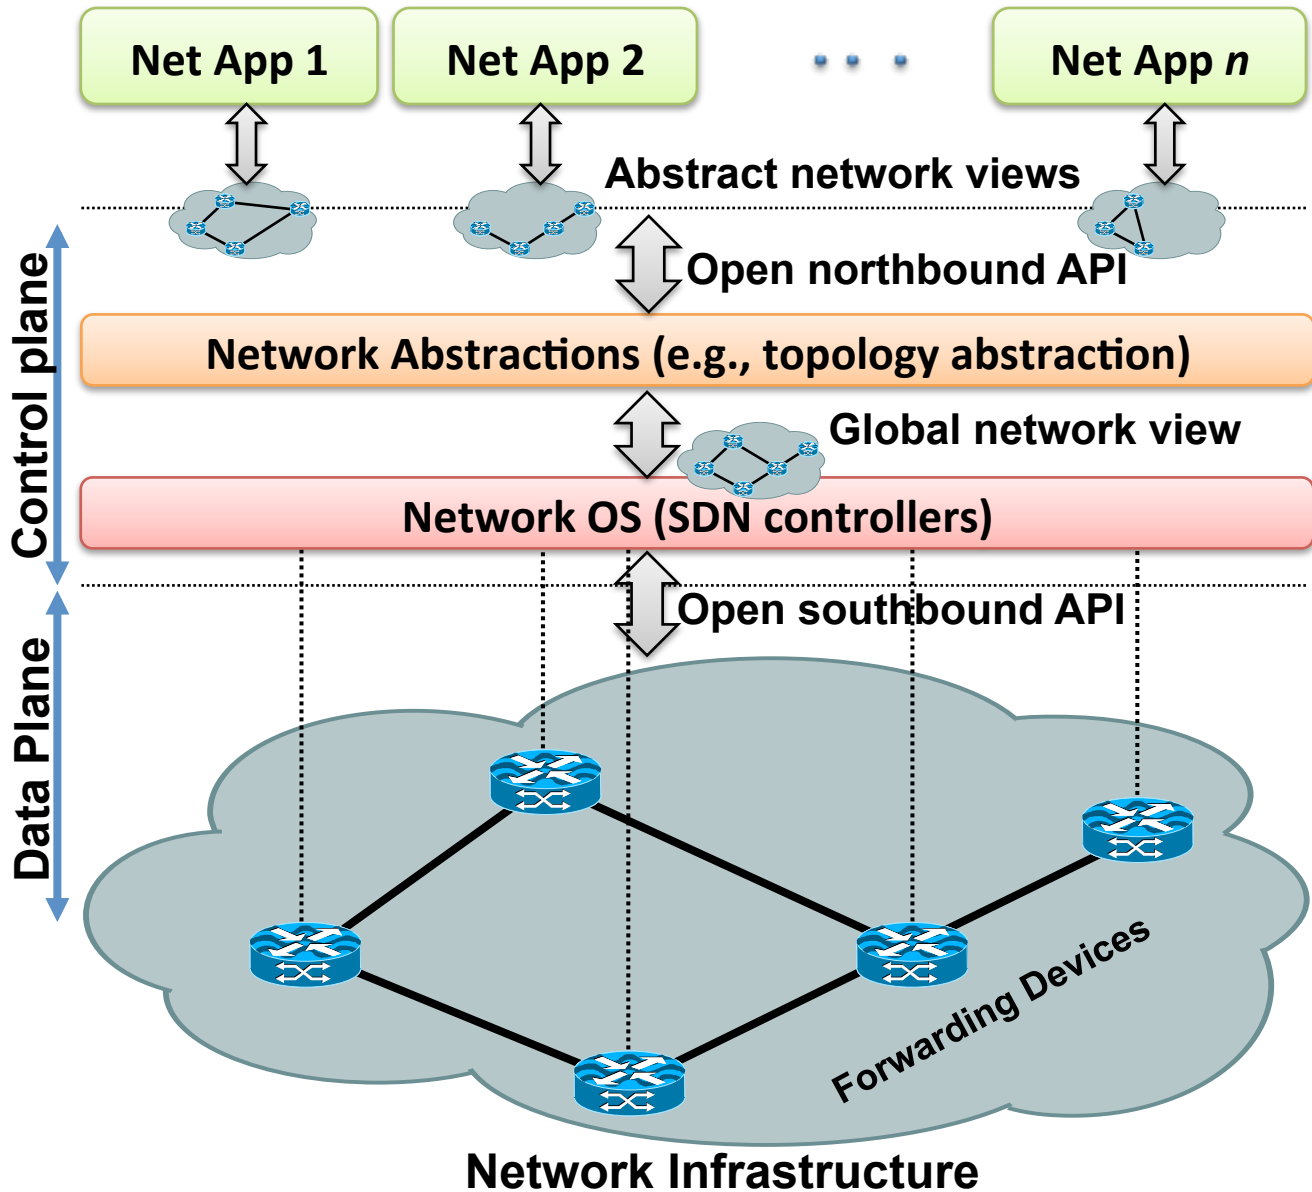 Net App 1
Net App 2
Net App n
Abstract network views
Open northbound API
Network Abstractions (e.g., topology abstraction)
Global network view
Network OS (SDN controllers)
Open southbound API
Control plane
Data Plane
Forwarding Devices
Network Infrastructure